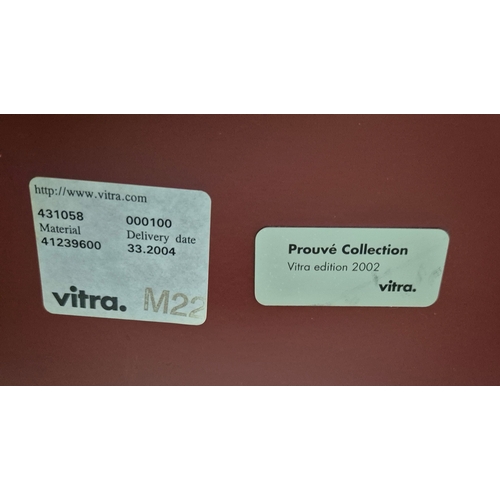 http://www.vitra.com
431058 000100
Material Delivery date
41239600 33.2004
vitra. M22
Prouvé Collection
Vitra edition 2002
vitra.